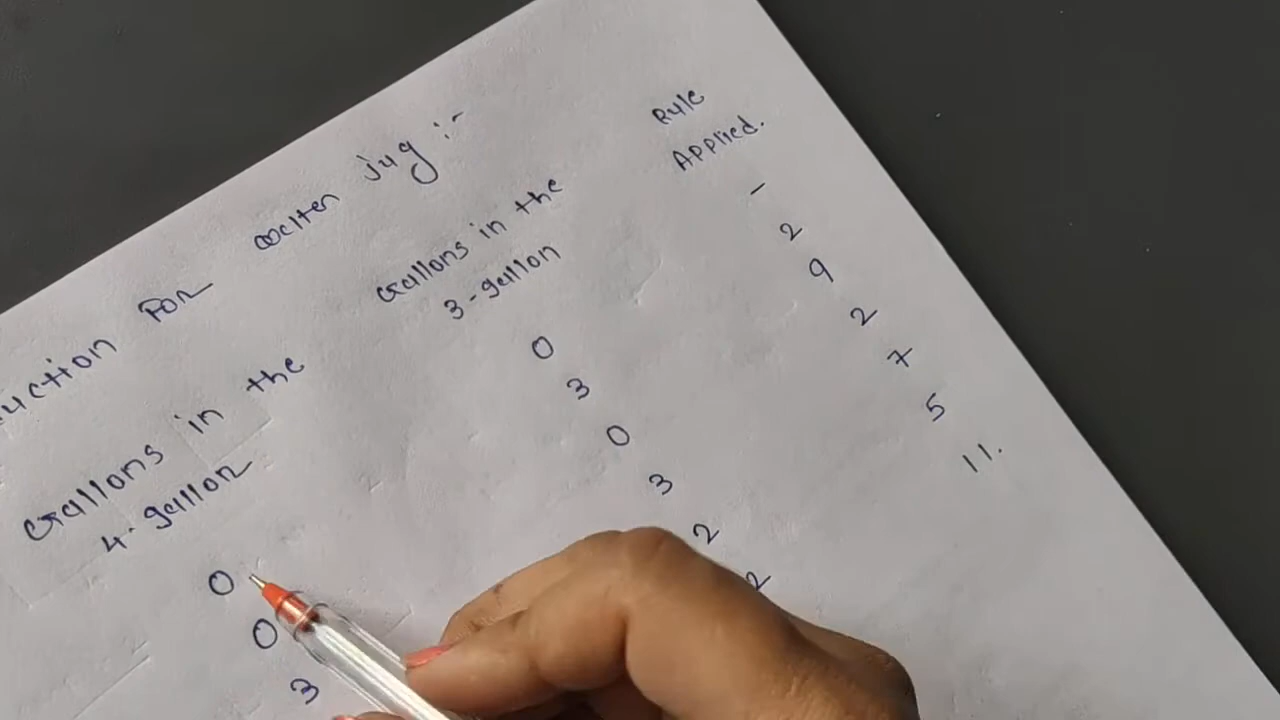 uction For water jug :-
Gallons in the 4-gallon
Gallons in the 3-gallon
Rule Applied.
0 0 -
0 3 2
3 0 9
3 2
2 7
2 5
11.